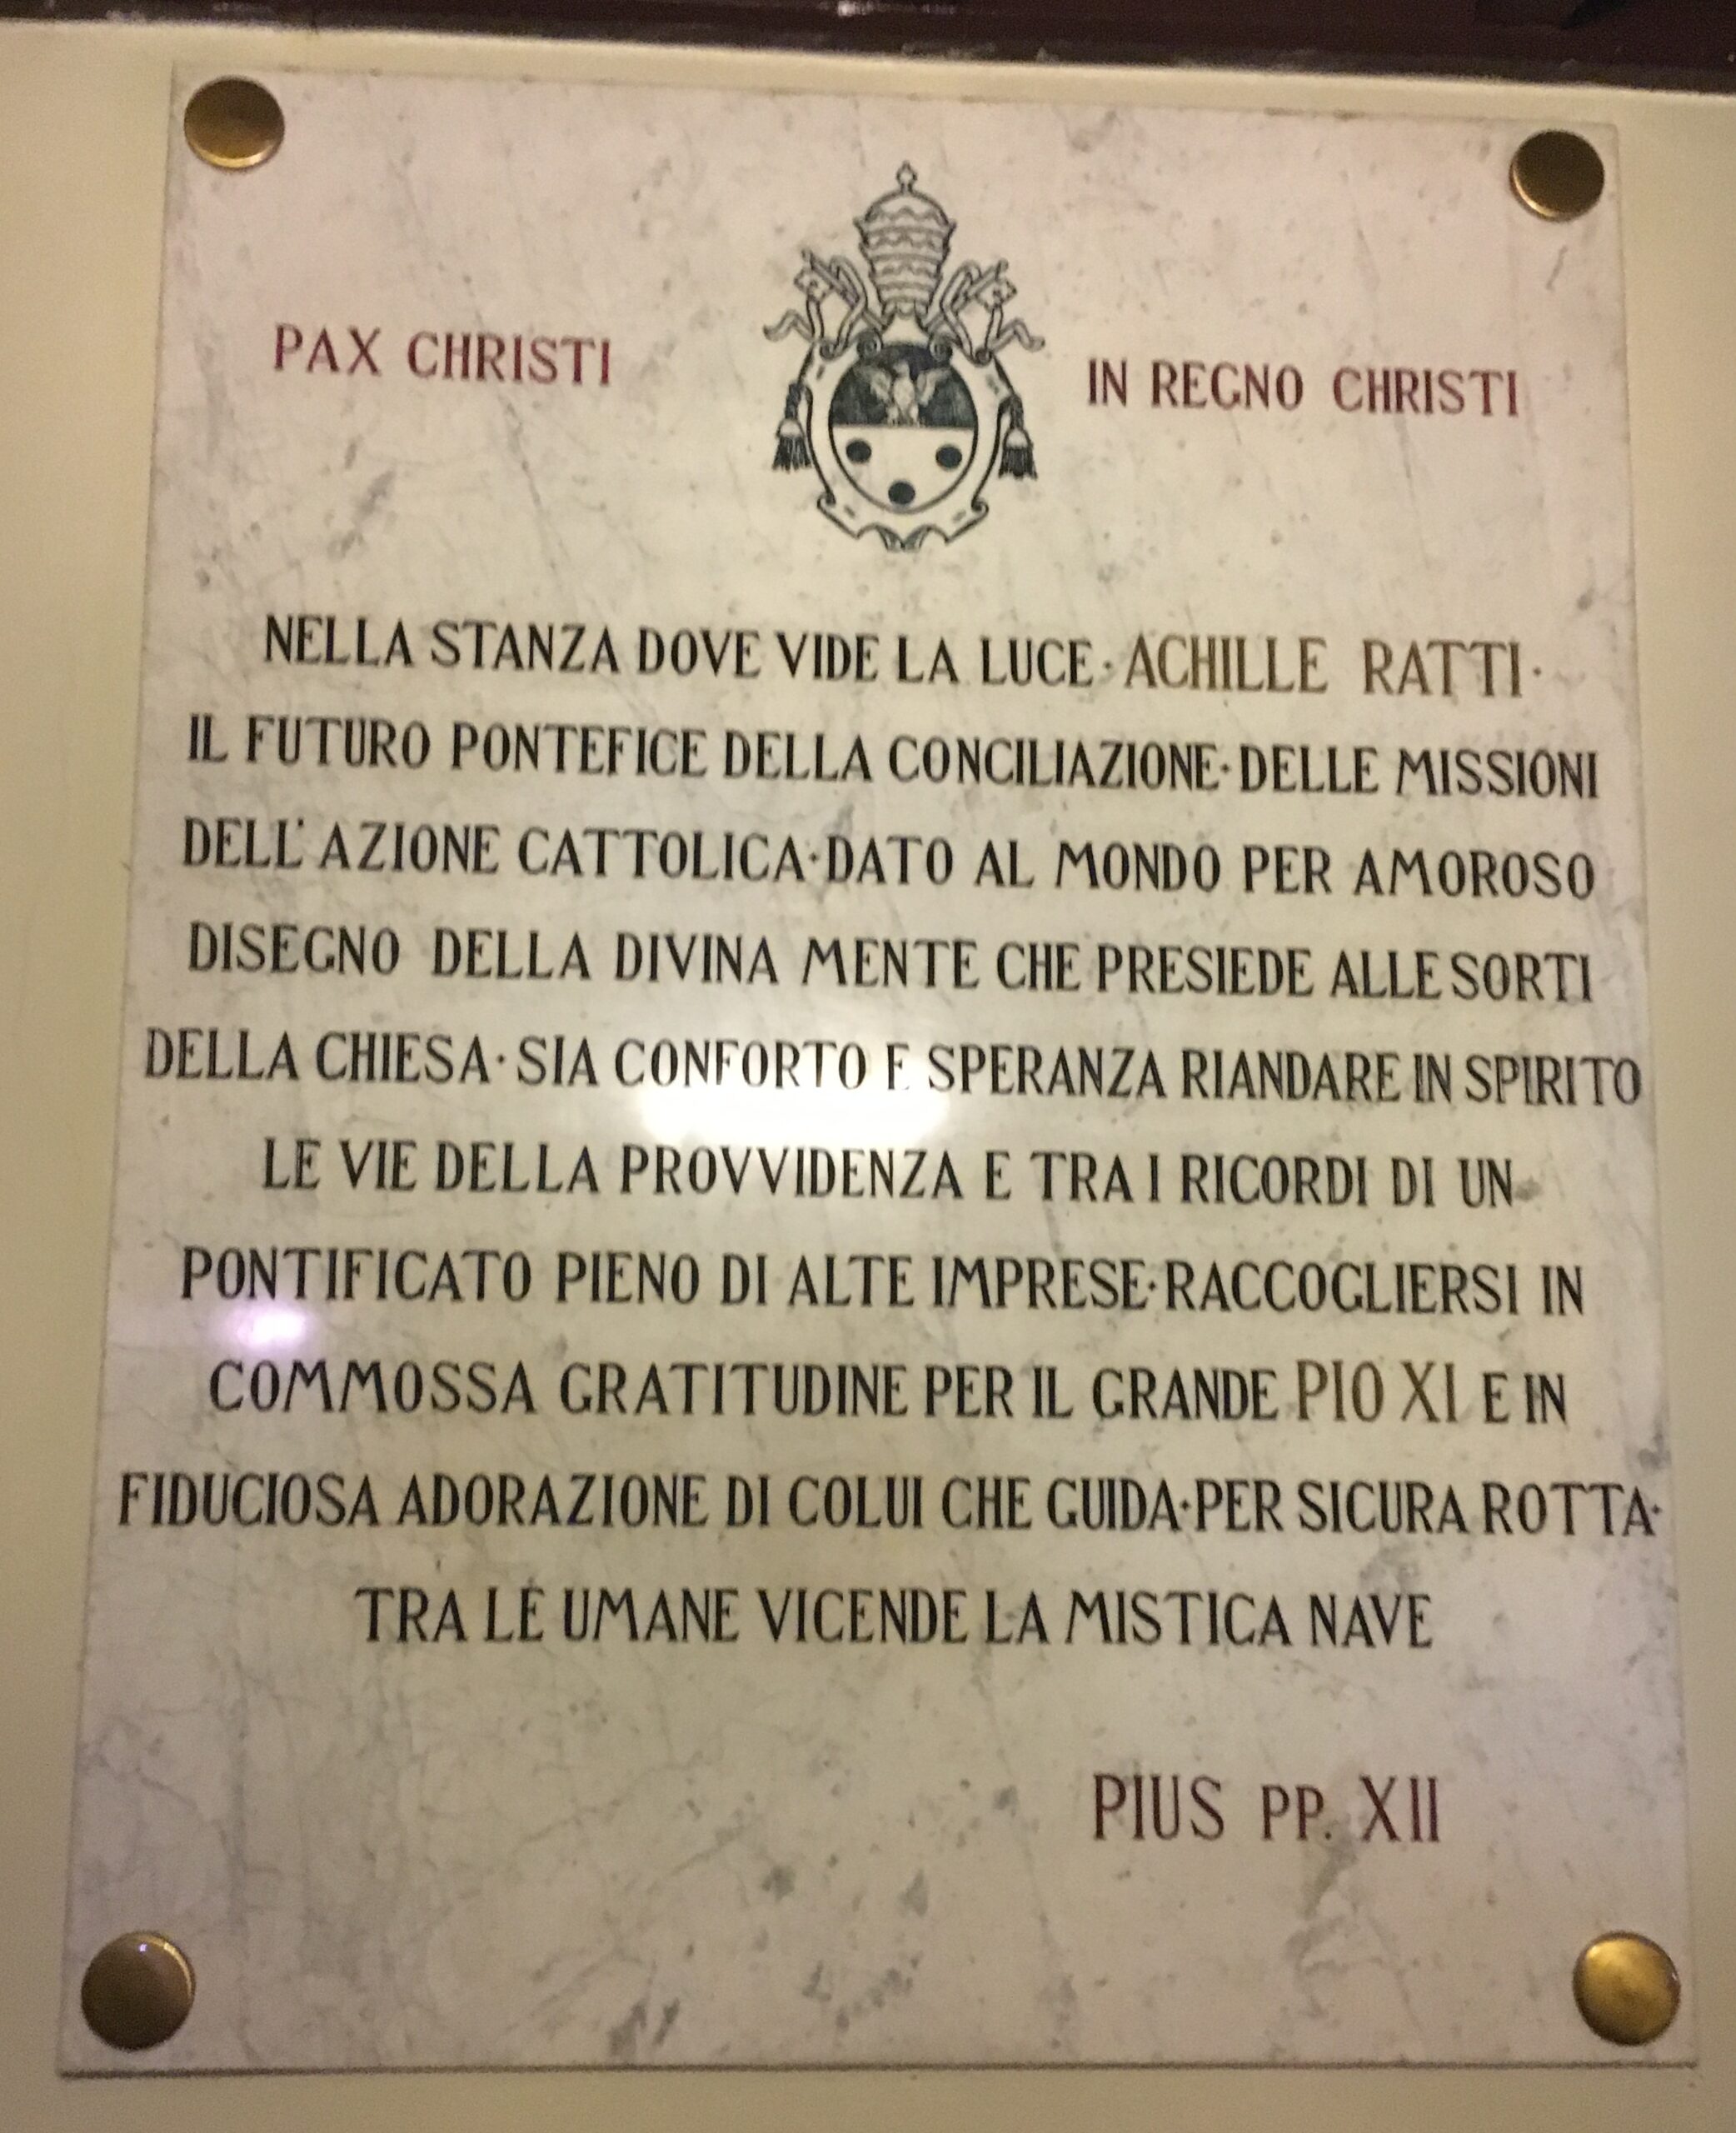 PAX CHRISTI IN REGNO CHRISTI
NELLA STANZA DOVE VIDE LA LUCE · ACHILLE RATTI ·
IL FUTURO PONTEFICE DELLA CONCILIAZIONE · DELLE MISSIONI
DELL' AZIONE CATTOLICA · DATO AL MONDO PER AMOROSO
DISEGNO DELLA DIVINA MENTE CHE PRESIEDE ALLE SORTI
DELLA CHIESA · SIA CONFORTO E SPERANZA RIANDARE IN SPIRITO
LE VIE DELLA PROVVIDENZA E TRA I RICORDI DI UN
PONTIFICATO PIENO DI ALTE IMPRESE · RACCOGLIERSI IN
COMMOSSA GRATITUDINE PER IL GRANDE PIO XI E IN
FIDUCIOSA ADORAZIONE DI COLUI CHE GUIDA · PER SICURA ROTTA ·
TRA LE UMANE VICENDE LA MISTICA NAVE
PIUS PP. XII